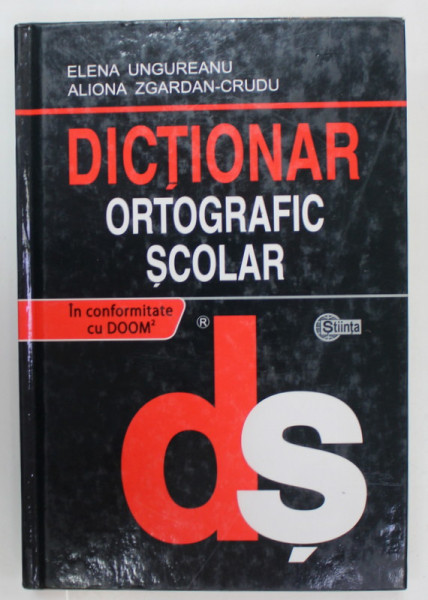 ELENA UNGUREANU
ALIONA ZGARDAN-CRUDU
DICȚIONAR
ORTOGRAFIC
ȘCOLAR
În conformitate
cu DOOM²
®
Știința
dș